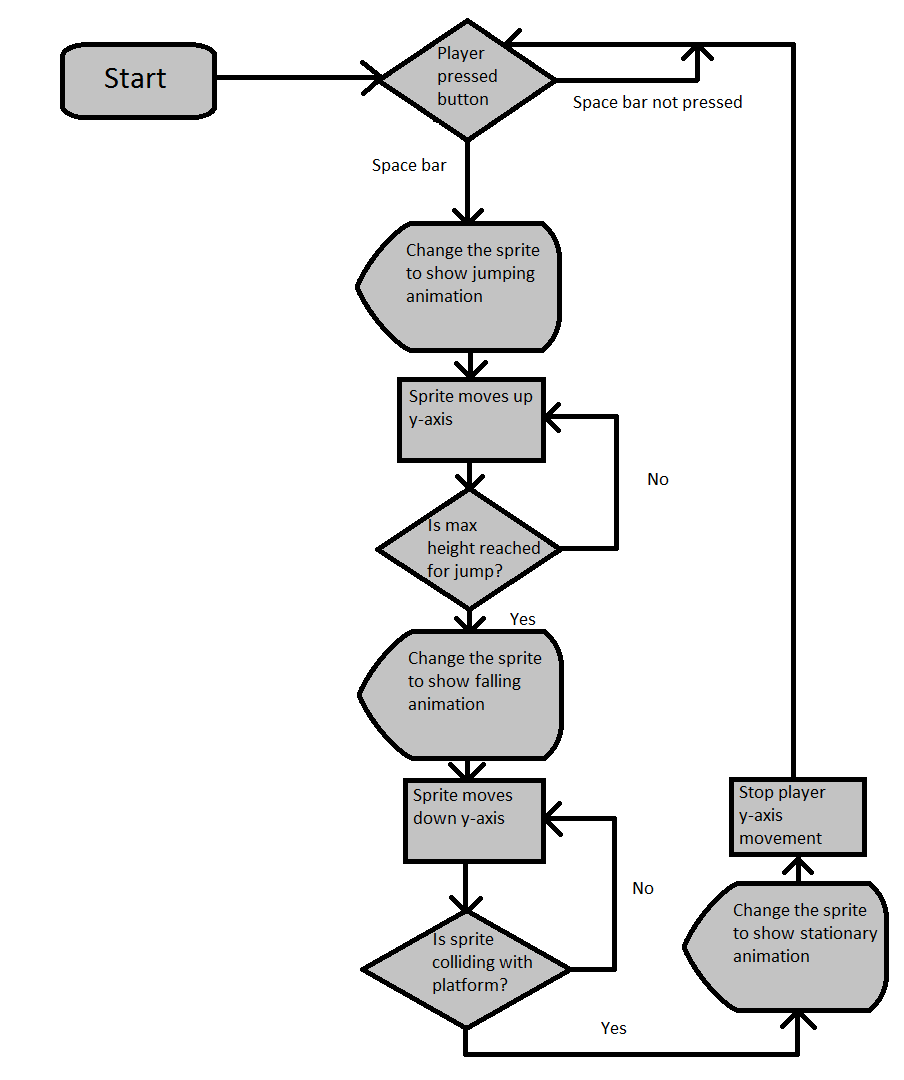 Start
Player
pressed
button
Space bar not pressed
Space bar
Change the sprite
to show jumping
animation
Sprite moves up
y-axis
No
Is max
height reached
for jump?
Yes
Change the sprite
to show falling
animation
Sprite moves
down y-axis
No
Is sprite
colliding with
platform?
Yes
Change the sprite
to show stationary
animation
Stop player
y-axis
movement